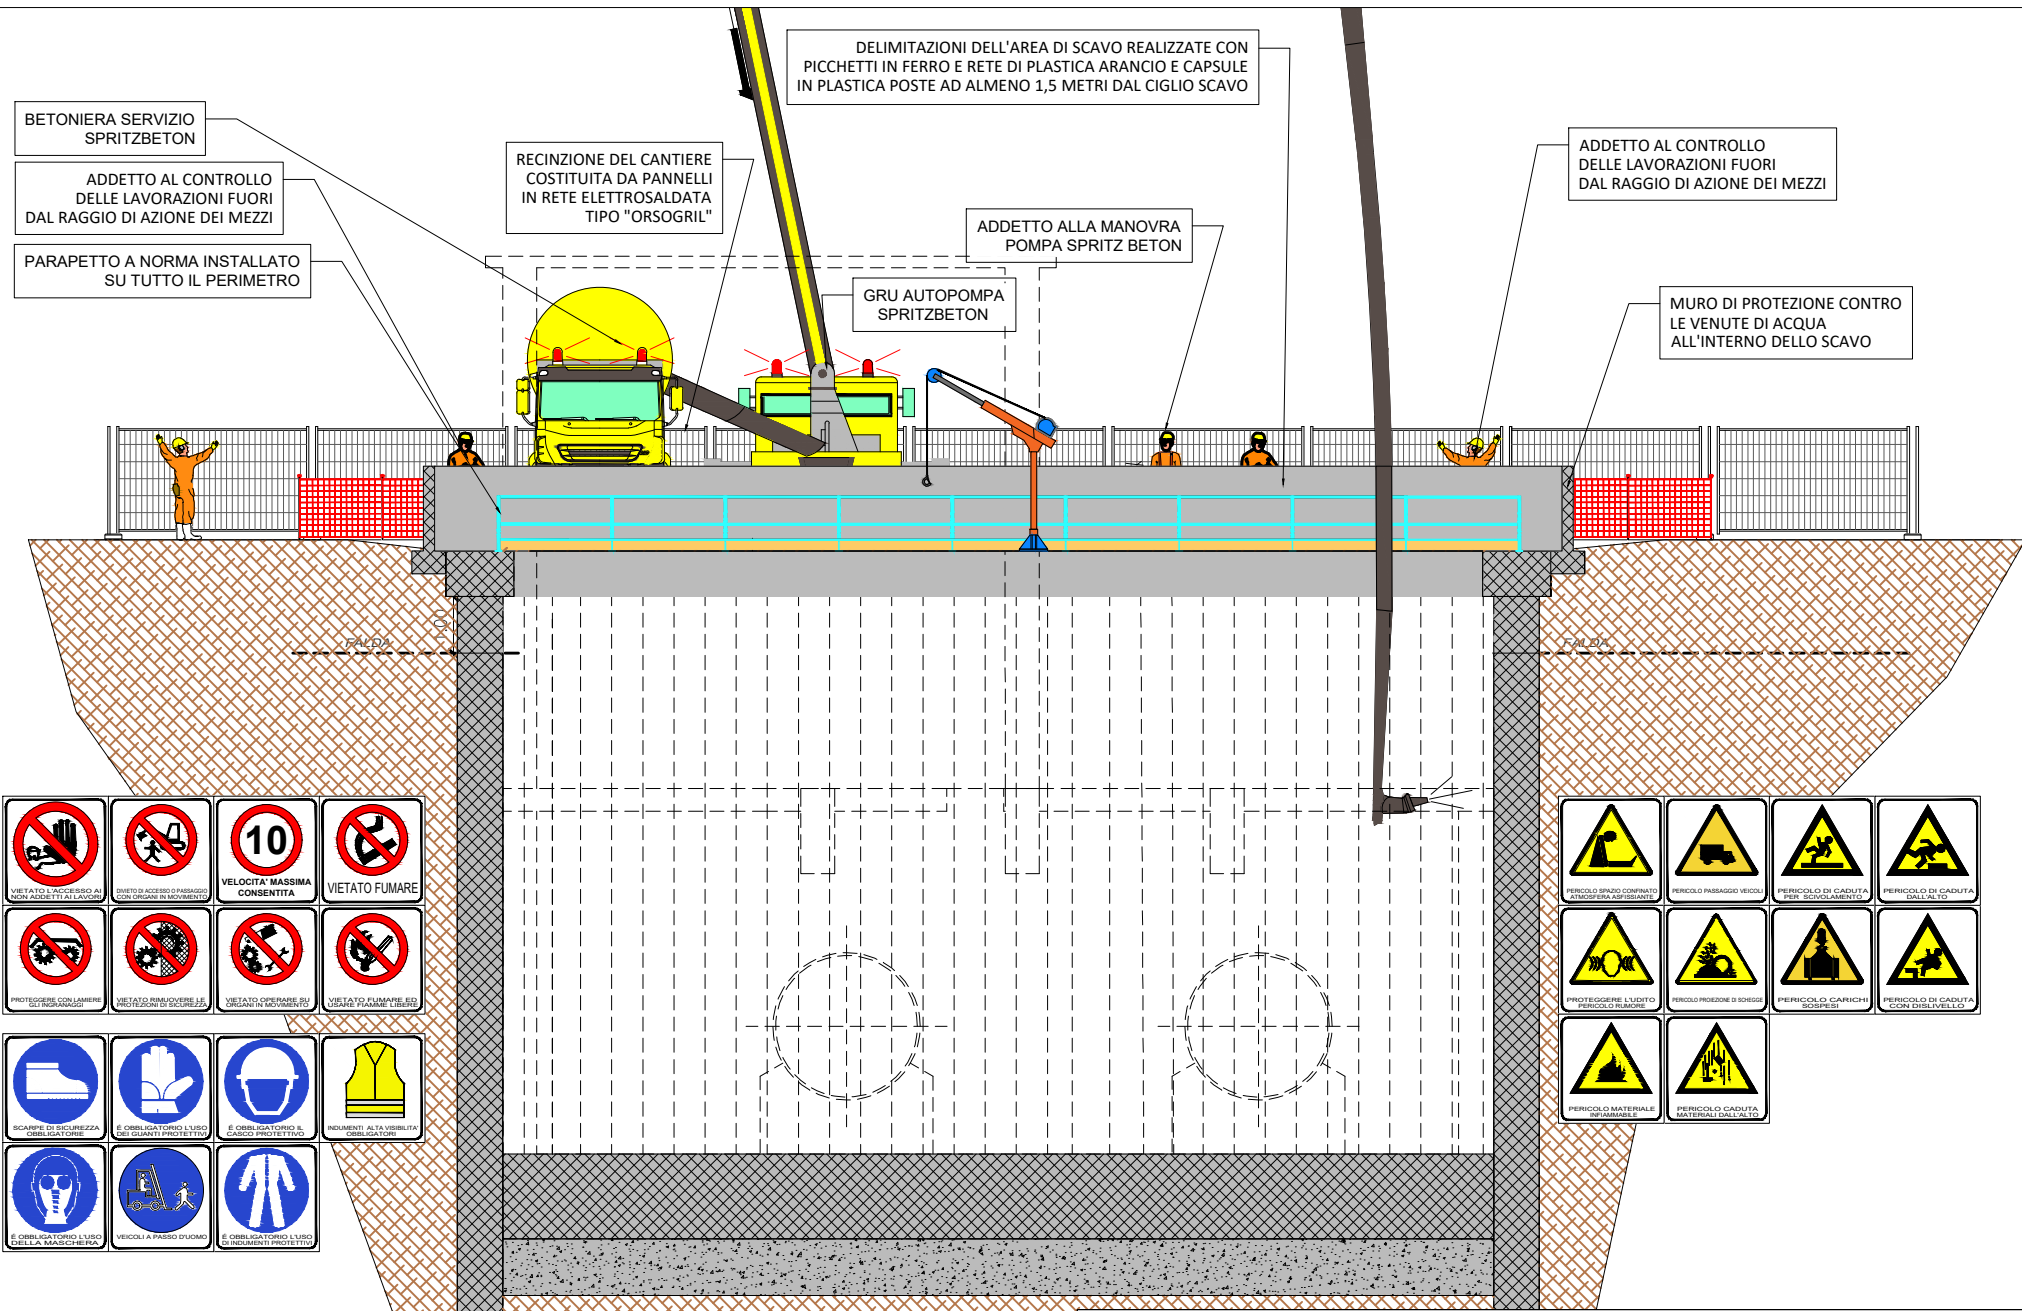 DELIMITAZIONI DELL'AREA DI SCAVO REALIZZATE CON
PICCHETTI IN FERRO E RETE DI PLASTICA ARANCIO E CAPSULE
IN PLASTICA POSTE AD ALMENO 1,5 METRI DAL CIGLIO SCAVO
BETONIERA SERVIZIO
SPRITZBETON
ADDETTO AL CONTROLLO
DELLE LAVORAZIONI FUORI
DAL RAGGIO DI AZIONE DEI MEZZI
PARAPETTO A NORMA INSTALLATO
SU TUTTO IL PERIMETRO
RECINZIONE DEL CANTIERE
COSTITUITA DA PANNELLI
IN RETE ELETTROSALDATA
TIPO "ORSOGRIL"
ADDETTO ALLA MANOVRA
POMPA SPRITZ BETON
GRU AUTOPOMPA
SPRITZBETON
ADDETTO AL CONTROLLO
DELLE LAVORAZIONI FUORI
DAL RAGGIO DI AZIONE DEI MEZZI
MURO DI PROTEZIONE CONTRO
LE VENUTE DI ACQUA
ALL'INTERNO DELLO SCAVO
1.00
FALDA
FALDA
VIETATO L'ACCESSO AI
NON ADDETTI AI LAVORI
DIVIETO DI ACCESSO O PASSAGGIO
CON ORGANI IN MOVIMENTO
10
VELOCITA' MASSIMA
CONSENTITA
VIETATO FUMARE
PROTEGGERE CON LAMIERE
GLI INGRANAGGI
VIETATO RIMUOVERE LE
PROTEZIONI DI SICUREZZA
VIETATO OPERARE SU
ORGANI IN MOVIMENTO
VIETATO FUMARE ED
USARE FIAMME LIBERE
SCARPE DI SICUREZZA
OBBLIGATORIE
È OBBLIGATORIO L'USO
DEI GUANTI PROTETTIVI
È OBBLIGATORIO IL
CASCO PROTETTIVO
INDUMENTI ALTA VISIBILITA'
OBBLIGATORI
È OBBLIGATORIO L'USO
DELLA MASCHERA
VEICOLI A PASSO D'UOMO
È OBBLIGATORIO L'USO
DI INDUMENTI PROTETTIVI
PERICOLO SPAZIO CONFINATO
ATMOSFERA ASFISSIANTE
PERICOLO PASSAGGIO VEICOLI
PERICOLO DI CADUTA
PER SCIVOLAMENTO
PERICOLO DI CADUTA
DALL'ALTO
PROTEGGERE L'UDITO
PERICOLO RUMORE
PERICOLO PROIEZIONE DI SCHEGGE
PERICOLO CARICHI
SOSPESI
PERICOLO DI CADUTA
CON DISLIVELLO
PERICOLO MATERIALE
INFIAMMABILE
PERICOLO CADUTA
MATERIALI DALL'ALTO